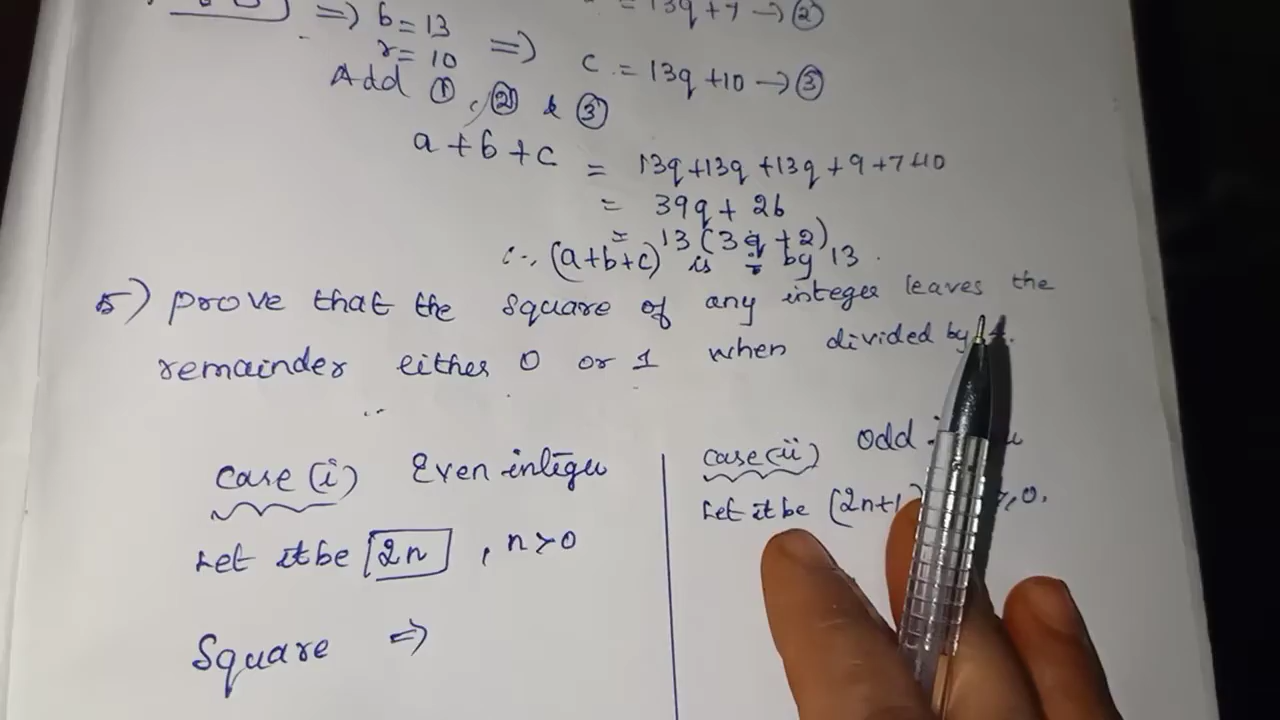 => b = 13
= 13q + 7 → ②
r = 10 =>
c = 13q + 10 → ③
Add ①, ② & ③
a + b + c = 13q + 13q + 13q + 9 + 7 + 10
= 39q + 26
= 13(3q + 2)
∴ (a+b+c) is ÷ by 13.
5) prove that the square of any integer leaves the
remainder either 0 or 1 when divided by 4.
case (i) Even integer
Let it be 2n, n > 0
Square =>
case (ii) Odd
Let it be (2n+1) ≥ 0.